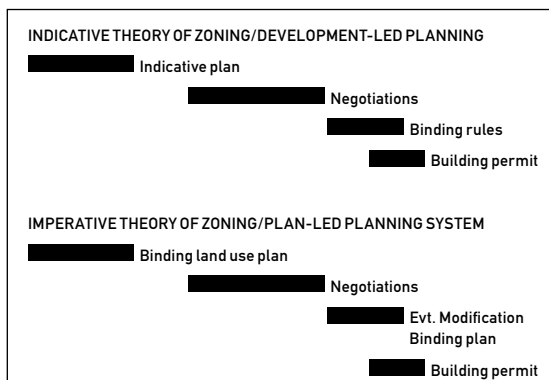 INDICATIVE THEORY OF ZONING/DEVELOPMENT-LED PLANNING
Indicative plan
Negotiations
Binding rules
Building permit
IMPERATIVE THEORY OF ZONING/PLAN-LED PLANNING SYSTEM
Binding land use plan
Negotiations
Evt. Modification
Binding plan
Building permit